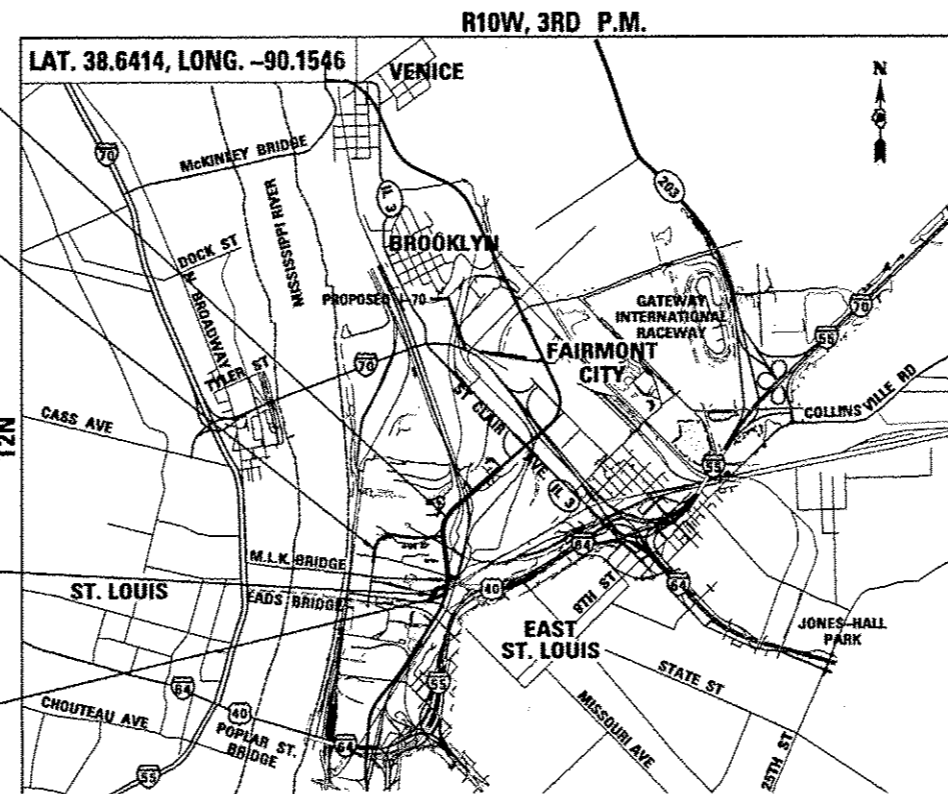 R10W, 3RD P.M.
LAT. 38.6414, LONG. -90.1546
VENICE
N
70
McKINLEY BRIDGE
203
MISSISSIPPI RIVER
IL 3
DOCK ST
BROOKLYN
N BROADWAY
PROPOSED I-70
GATEWAY
INTERNATIONAL
RACEWAY
70
55
TYLER ST
70
FAIRMONT
CITY
ST CLAIR AVE
COLLINSVILLE RD
CASS AVE
IL 3
55
64
M.L.K. BRIDGE
ST. LOUIS
EADS BRIDGE
40
8TH ST
64
EAST
ST. LOUIS
JONES-HALL
PARK
STATE ST
64
55
40
CHOUTEAU AVE
POPLAR ST.
BRIDGE
64
MISSOURI AVE
25TH ST
55